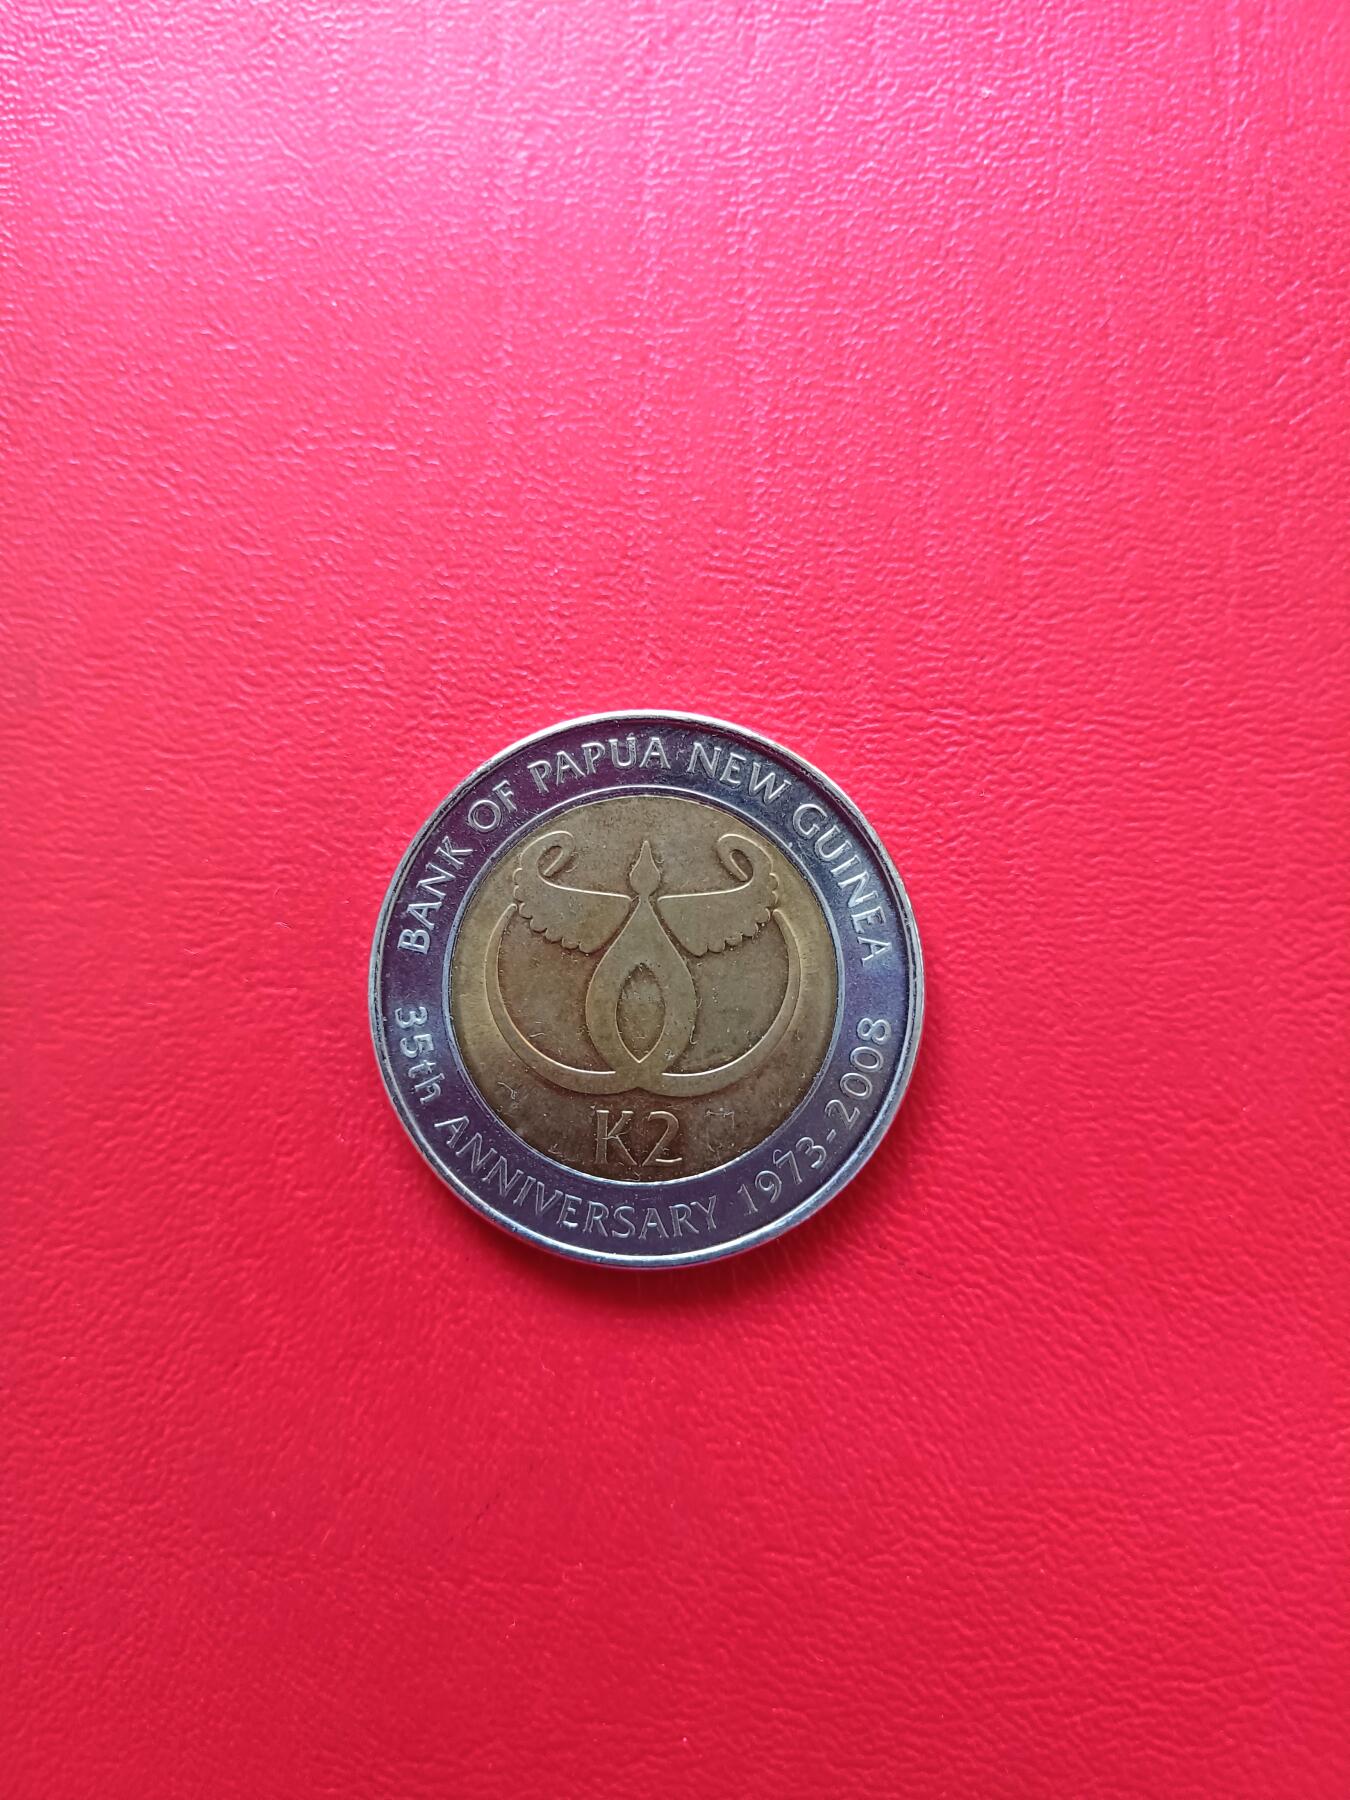 BANK OF PAPUA NEW GUINEA
K2
35th ANNIVERSARY 1973-2008